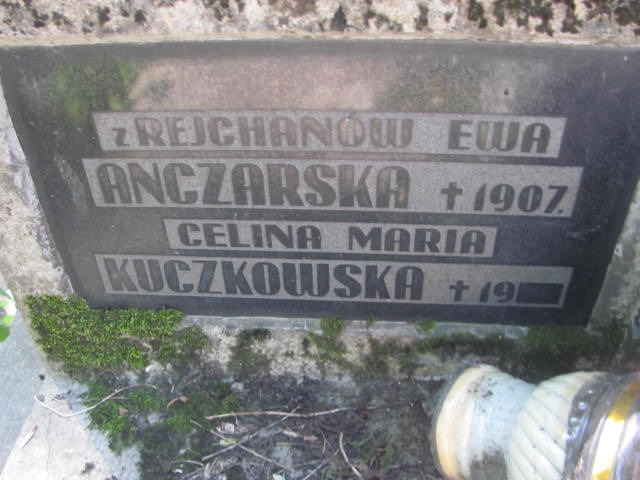 z REJCHANÓW EWA
ANCZARSKA † 1907.
CELINA MARIA
KUCZKOWSKA † 19